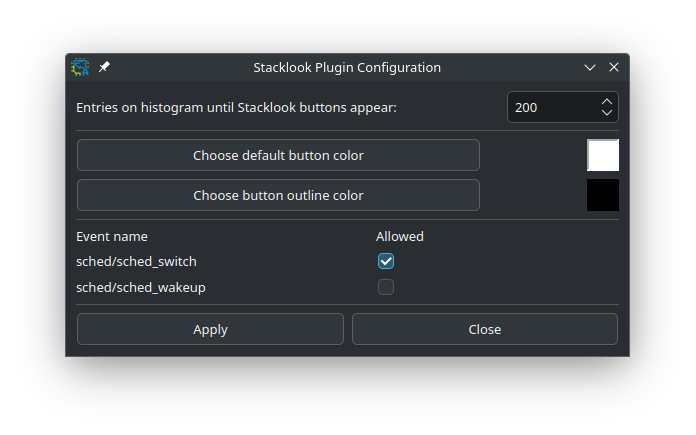 Stacklook Plugin Configuration
Entries on histogram until Stacklook buttons appear: 200
Choose default button color
Choose button outline color
Event name Allowed
sched/sched_switch
sched/sched_wakeup
Apply Close